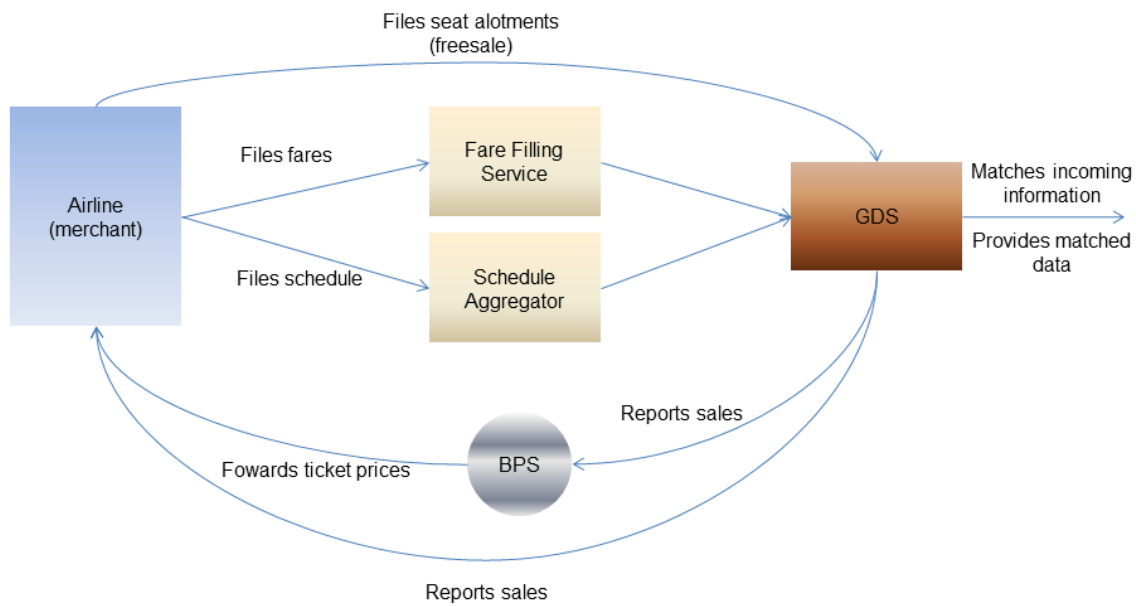 Files seat alotments
(freesale)
Files fares
Fare Filling
Service
Airline
(merchant)
GDS
Matches incoming
information
Provides matched
data
Files schedule
Schedule
Aggregator
Reports sales
BPS
Fowards ticket prices
Reports sales